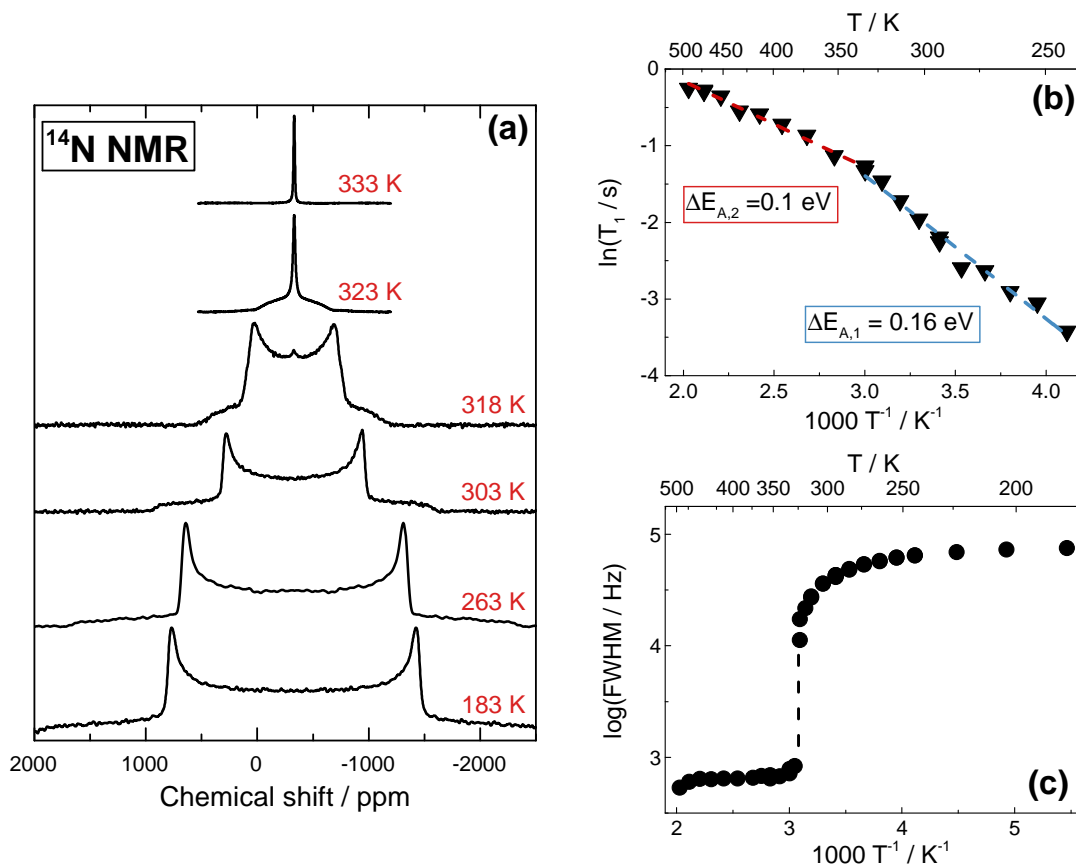 (a)
¹⁴N NMR
333 K
323 K
318 K
303 K
263 K
183 K
2000 1000 0 -1000 -2000
Chemical shift / ppm
T / K
500 450 400 350 300 250
(b)
0
-1
-2
-3
-4
ln(T₁ / s)
ΔE_A,2 =0.1 eV
ΔE_A,1 = 0.16 eV
2.0 2.5 3.0 3.5 4.0
1000 T⁻¹ / K⁻¹
T / K
500 400 350 300 250 200
5
4
3
log(FWHM / Hz)
(c)
2 3 4 5
1000 T⁻¹ / K⁻¹